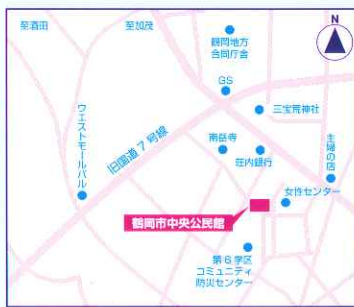 至酒田
至加茂
N
鶴岡地方
合同庁舎
GS
三宝荒神社
ウエストモールパル
旧国道7号線
南岳寺
荘内銀行
主婦の店
女性センター
鶴岡市中央公民館
第6学区
コミュニティ
防災センター